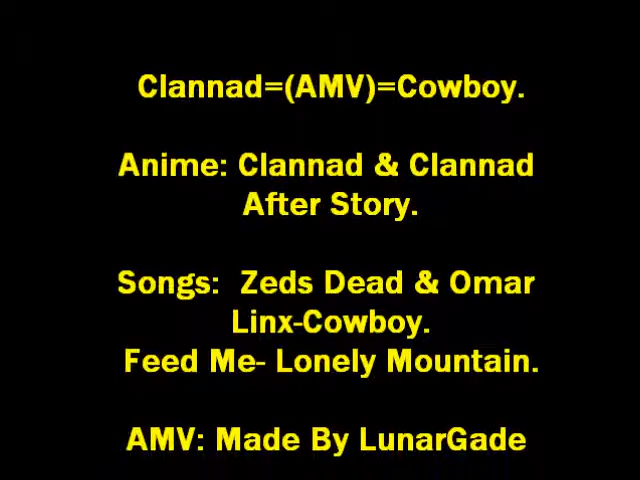 Clannad=(AMV)=Cowboy.
Anime: Clannad & Clannad
After Story.
Songs:  Zeds Dead & Omar
Linx-Cowboy.
Feed Me- Lonely Mountain.
AMV: Made By LunarGade